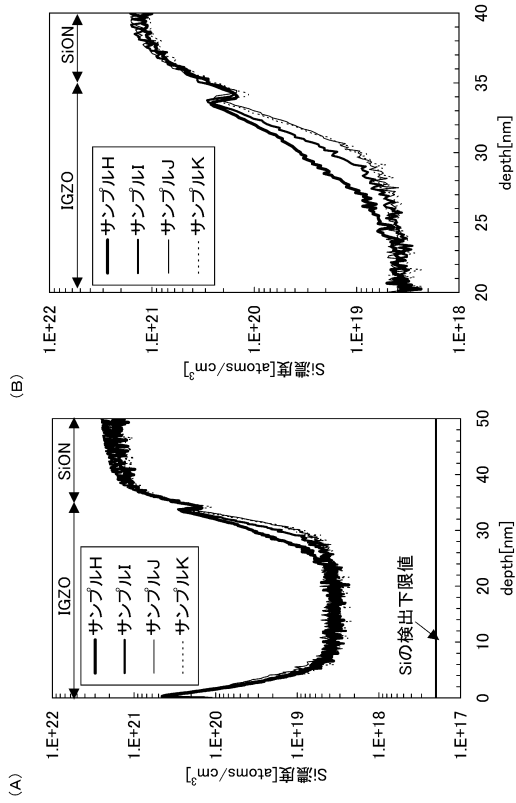 (A)
1.E+22
1.E+21
1.E+20
1.E+19
1.E+18
1.E+17
Si濃度[atoms/cm³]
IGZO
SiON
サンプルH
サンプルI
サンプルJ
サンプルK
Siの検出下限値
0
10
20
30
40
50
depth[nm]
(B)
1.E+22
1.E+21
1.E+20
1.E+19
1.E+18
Si濃度[atoms/cm³]
IGZO
SiON
サンプルH
サンプルI
サンプルJ
サンプルK
20
25
30
35
40
depth[nm]